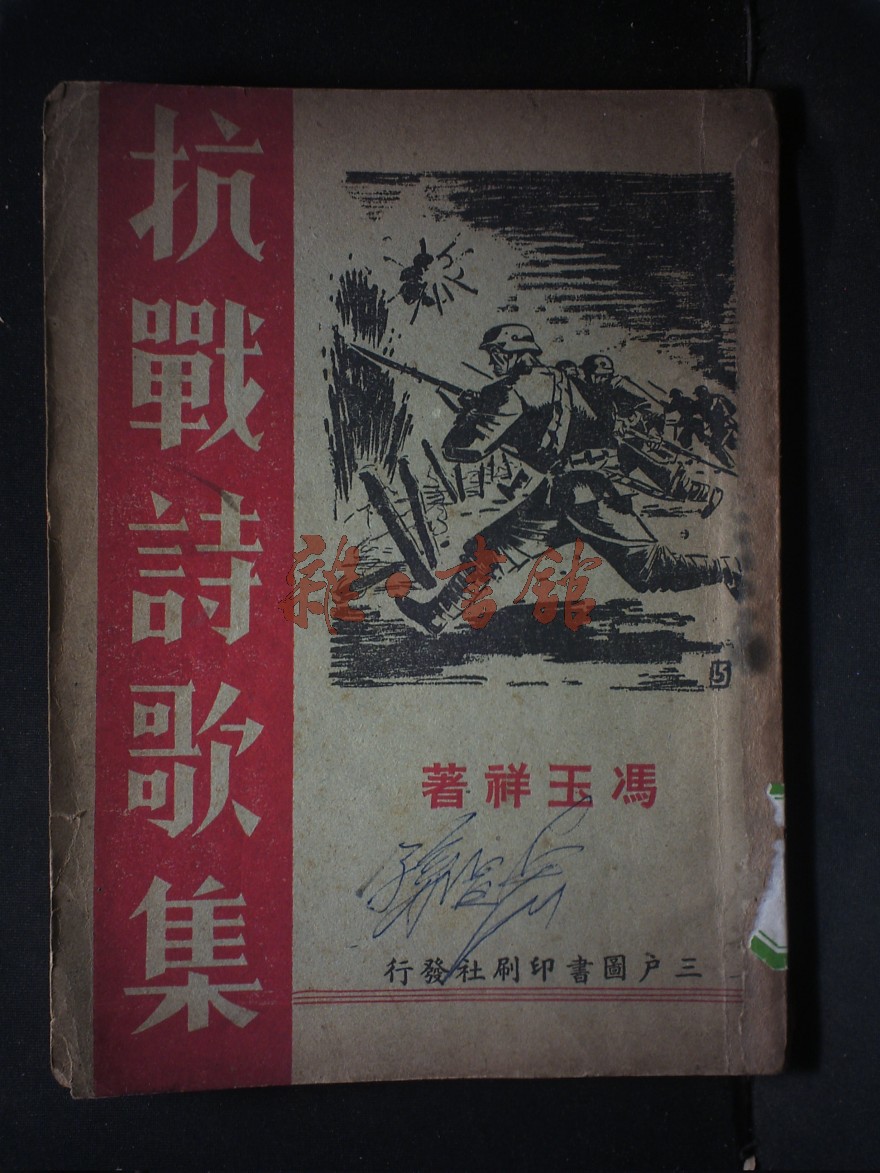 抗戰詩歌集
馮玉祥著
三户圖書印刷社發行
雜·書館